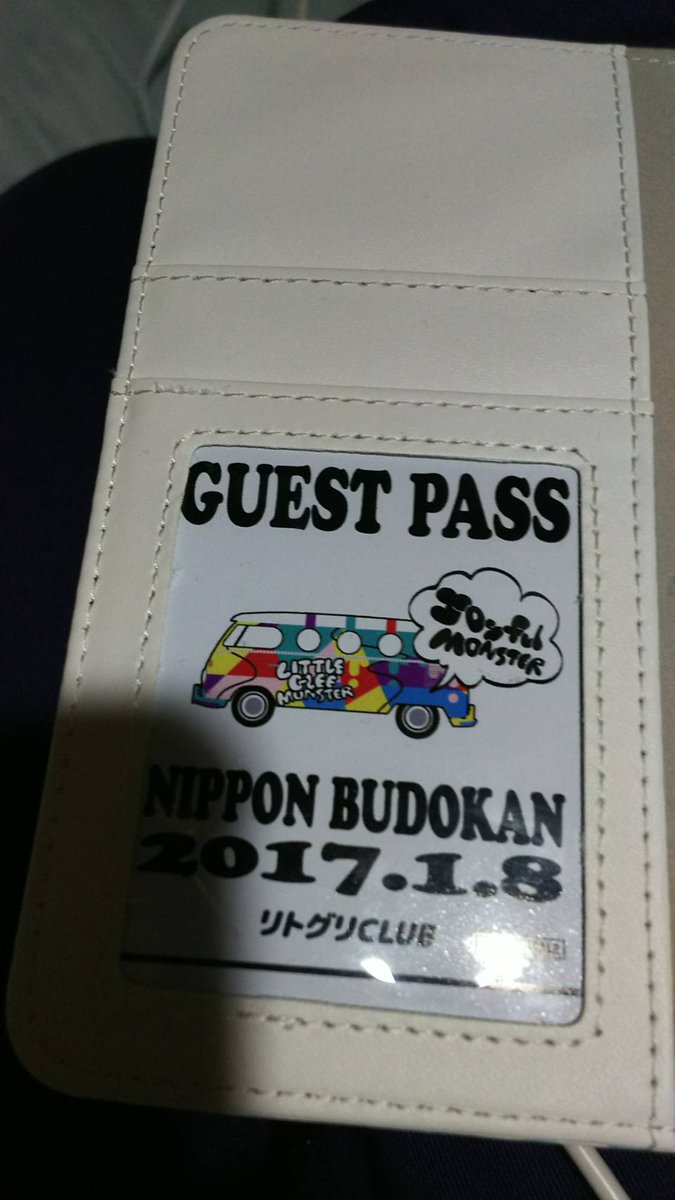 GUEST PASS
Joyful
MONSTER
LITTLE
GLEE
MONSTER
NIPPON BUDOKAN
2017.1.8
リトグリCLUB